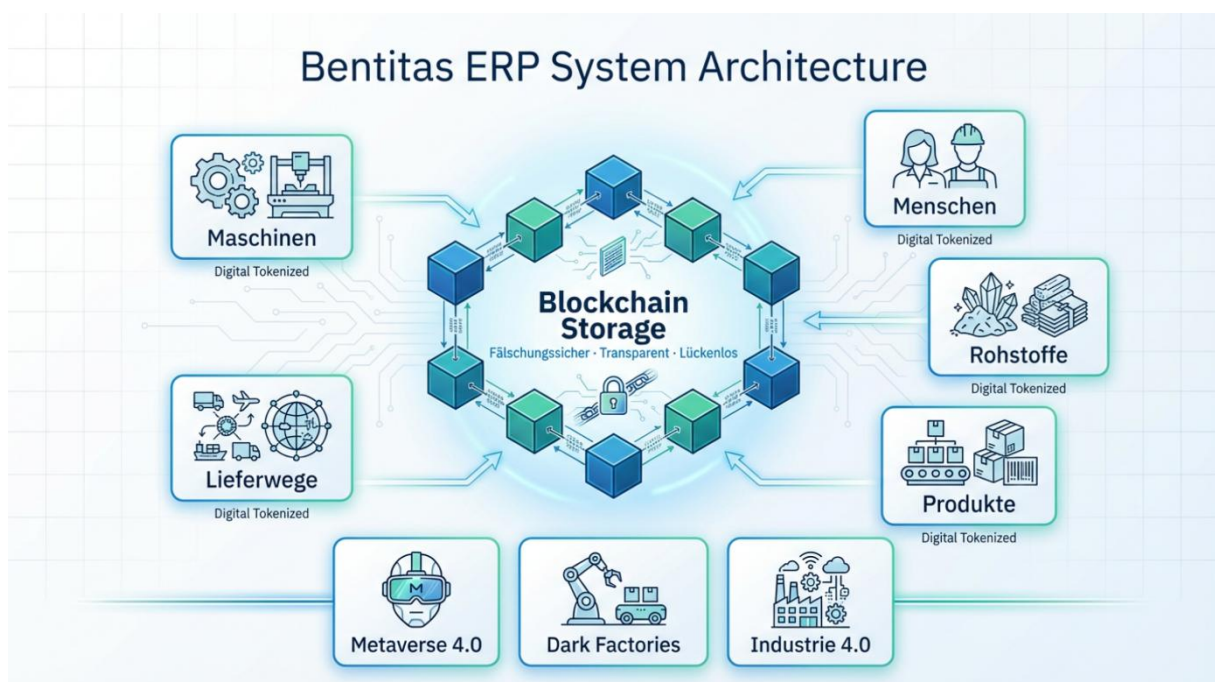 Bentitas ERP System Architecture
Maschinen
Digital Tokenized
Menschen
Digital Tokenized
Blockchain
Storage
Fälschungssicher · Transparent · Lückenlos
Rohstoffe
Digital Tokenized
Lieferwege
Digital Tokenized
Produkte
Digital Tokenized
M
Metaverse 4.0
Dark Factories
Industrie 4.0